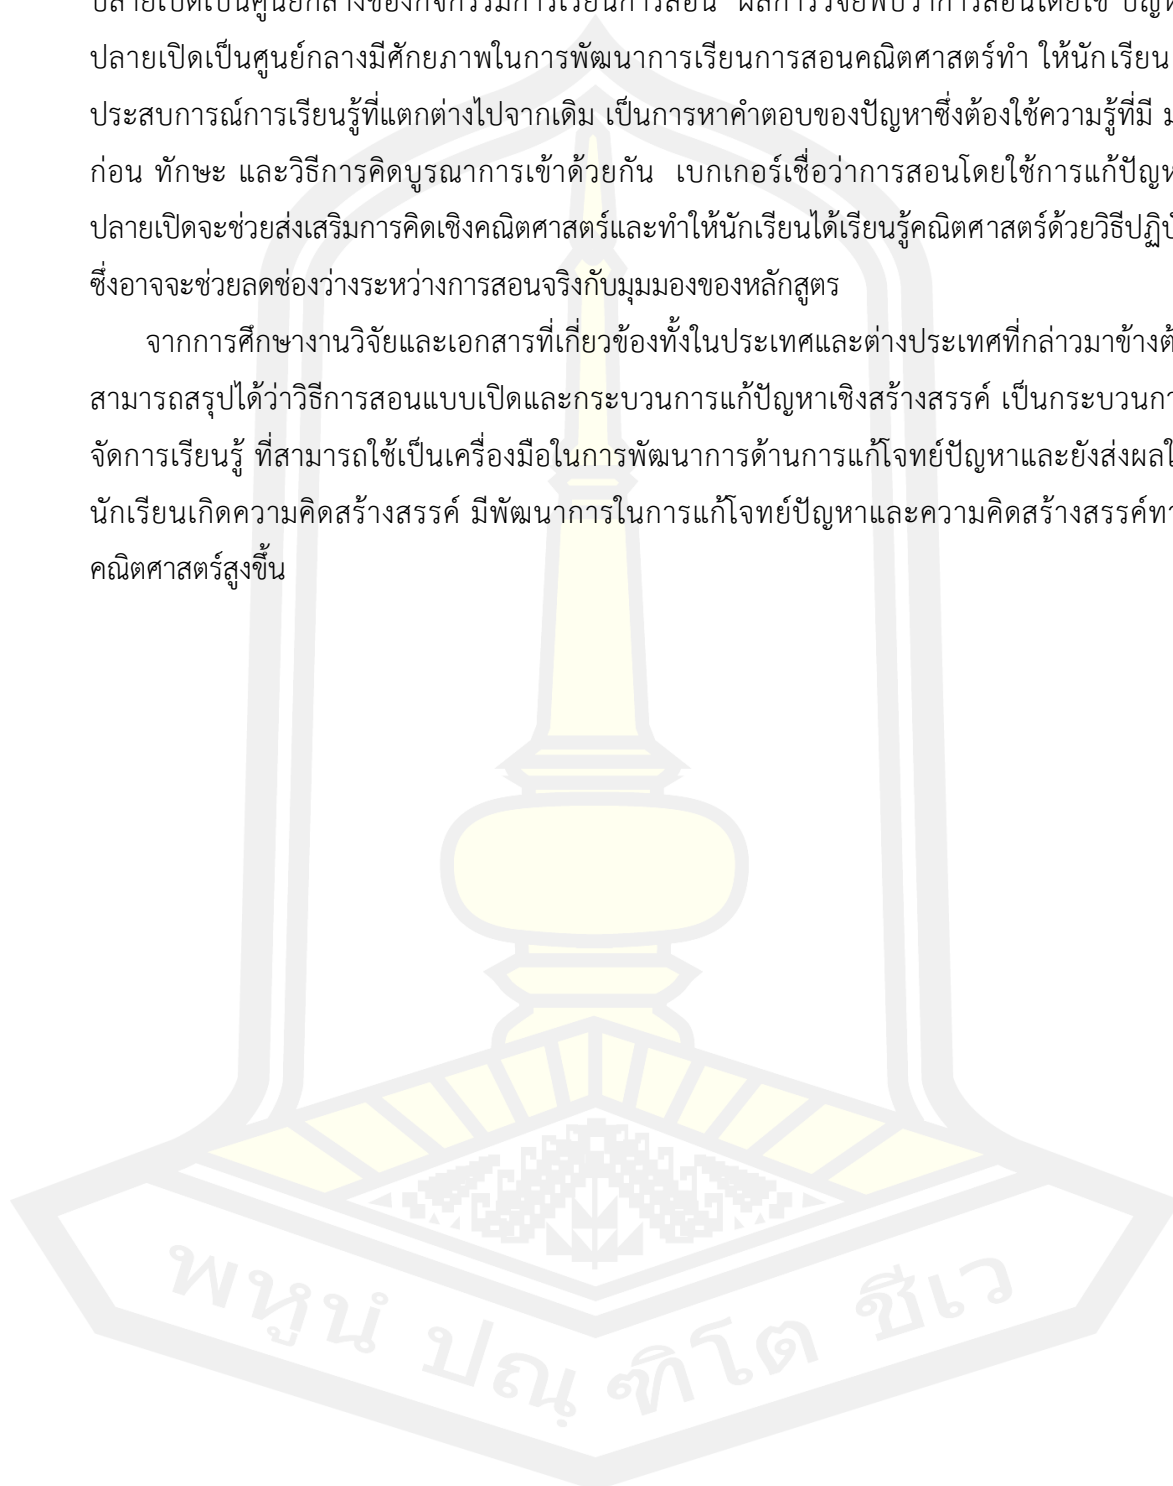 ปลายเปิดเป็นศูนย์กลางของกิจกรรมการเรียนการสอน ผลการวิจัยพบว่าการสอนโดยใช้
ปลายเปิดเป็นศูนย์กลางมีศักยภาพในการพัฒนาการเรียนการสอนคณิตศาสตร์ทำ ให้นักเรียน
ประสบการณ์การเรียนรู้ที่แตกต่างไปจากเดิม เป็นการหาคำตอบของปัญหาซึ่งต้องใช้ความรู้ที่มี
ก่อน ทักษะ และวิธีการคิดบูรณาการเข้าด้วยกัน เบกเกอร์เชื่อว่าการสอนโดยใช้การแก้ปัญห
ปลายเปิดจะช่วยส่งเสริมการคิดเชิงคณิตศาสตร์และทำให้นักเรียนได้เรียนรู้คณิตศาสตร์ด้วยวิธีปฏิบ
ซึ่งอาจจะช่วยลดช่องว่างระหว่างการสอนจริงกับมุมมองของหลักสูตร
จากการศึกษางานวิจัยและเอกสารที่เกี่ยวข้องทั้งในประเทศและต่างประเทศที่กล่าวมาข้างต้
สามารถสรุปได้ว่าวิธีการสอนแบบเปิดและกระบวนการแก้ปัญหาเชิงสร้างสรรค์ เป็นกระบวนกา
จัดการเรียนรู้ ที่สามารถใช้เป็นเครื่องมือในการพัฒนาการด้านการแก้โจทย์ปัญหาและยังส่งผลใ
นักเรียนเกิดความคิดสร้างสรรค์ มีพัฒนาการในการแก้โจทย์ปัญหาและความคิดสร้างสรรค์ทา
คณิตศาสตร์สูงขึ้น
พหูนํ ปณฺฑิโต ชีเว